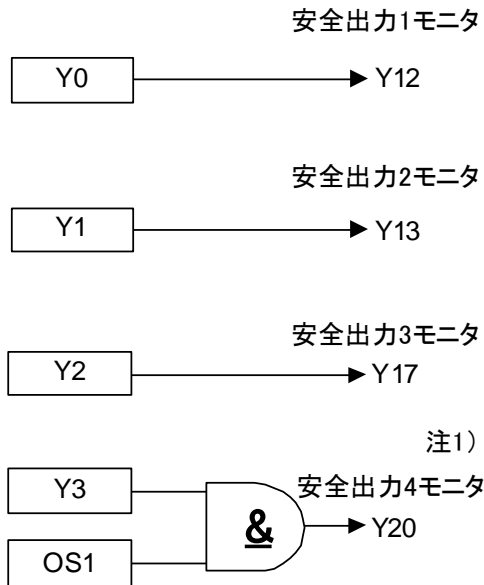 安全出力1モニタ
Y0
Y12
安全出力2モニタ
Y1
Y13
安全出力3モニタ
Y2
Y17
注1）
Y3
安全出力4モニタ
&
Y20
OS1